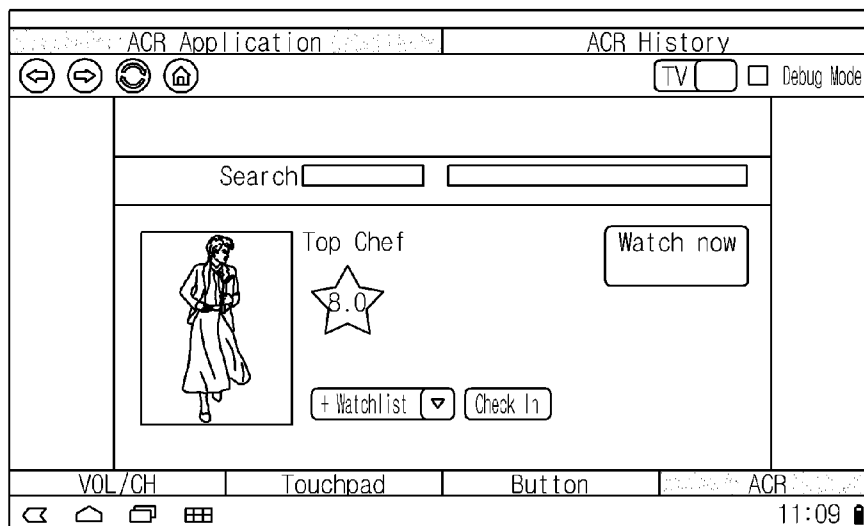 ACR Application ACR History
TV Debug Mode
Search
Top Chef Watch now
8.0
+ Watchlist Check In
VOL/CH Touchpad Button ACR
11:09